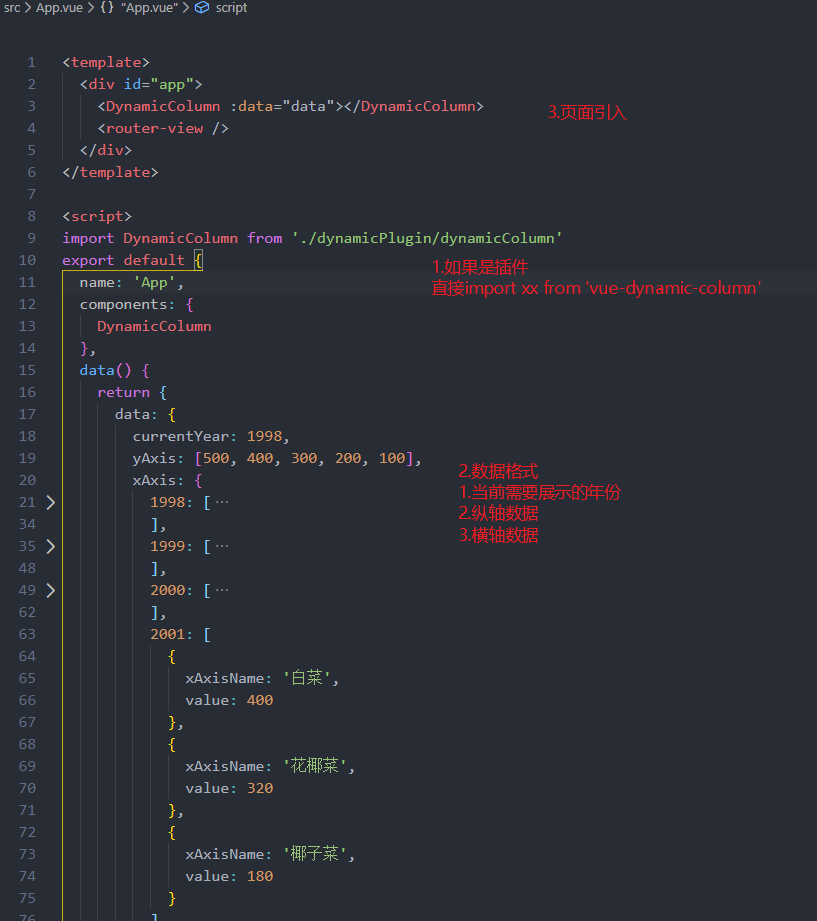 src > App.vue > {} "App.vue" > script
1 <template>
2 <div id="app">
3 <DynamicColumn :data="data"></DynamicColumn>
3.页面引入
4 <router-view />
5 </div>
6 </template>
7
8 <script>
9 import DynamicColumn from './dynamicPlugin/dynamicColumn'
10 export default {
1.如果是插件
11 name: 'App',
直接import xx from 'vue-dynamic-column'
12 components: {
13 DynamicColumn
14 },
15 data() {
16 return {
17 data: {
18 currentYear: 1998,
19 yAxis: [500, 400, 300, 200, 100],
2.数据格式
20 xAxis: {
1.当前需要展示的年份
21 1998: [ ···
2.纵轴数据
34 ],
3.横轴数据
35 1999: [ ···
48 ],
49 2000: [ ···
62 ],
63 2001: [
64 {
65 xAxisName: '白菜',
66 value: 400
67 },
68 {
69 xAxisName: '花椰菜',
70 value: 320
71 },
72 {
73 xAxisName: '椰子菜',
74 value: 180
75 }
76 ]